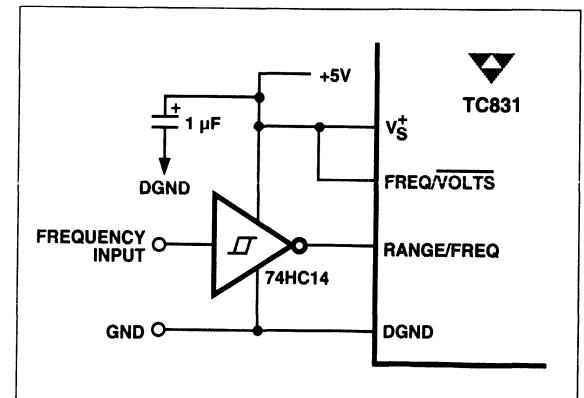 +5V
TC831
+
1 µF
V+S
DGND
FREQ/VOLTS
FREQUENCY
INPUT
RANGE/FREQ
74HC14
GND
DGND